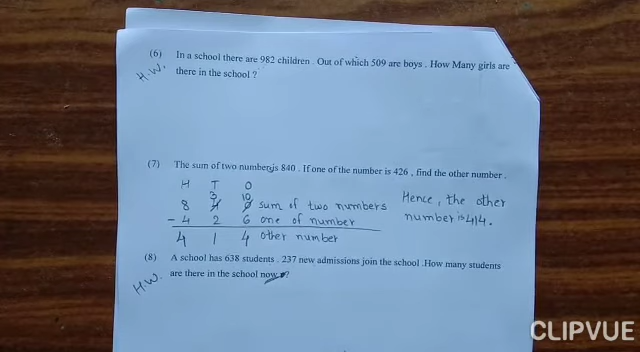 (6) In a school there are 982 children . Out of which 509 are boys . How Many girls are
H.W. there in the school ?
(7) The sum of two number is 840 . If one of the number is 426 , find the other number .
H T O
3 10
8 4 0 sum of two numbers Hence, the other
- 4 2 6 one of number number is 414.
4 1 4 other number
(8) A school has 638 students . 237 new admissions join the school .How many students
H.W. are there in the school now ?
CLIPVUE